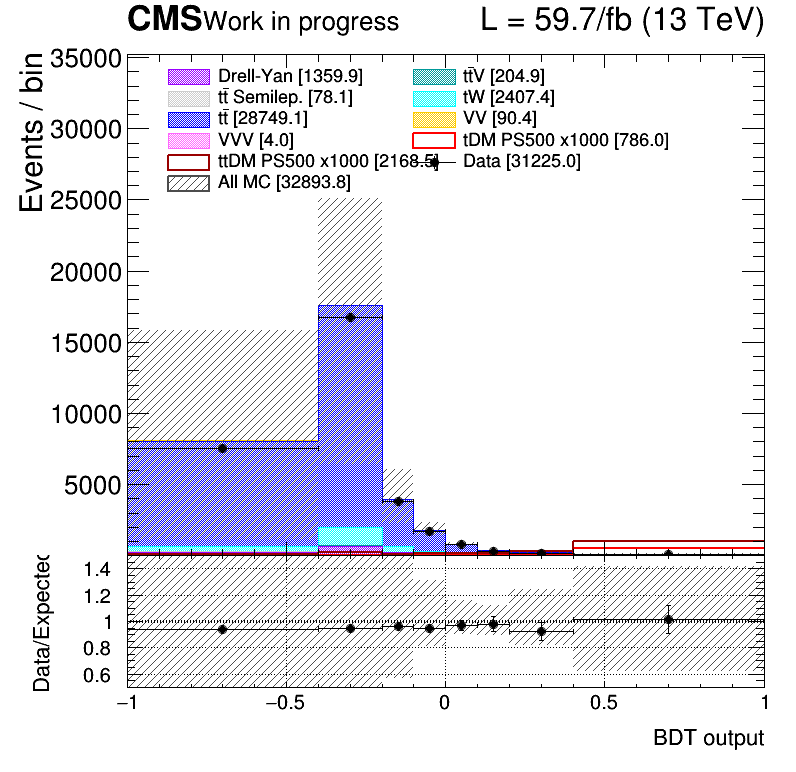 CMS Work in progress L = 59.7/fb (13 TeV)
Events / bin
35000
30000
25000
20000
15000
10000
5000
Drell-Yan [1359.9]
tt̄V [204.9]
tt̄ Semilep. [78.1]
tW [2407.4]
tt̄ [28749.1]
VV [90.4]
VVV [4.0]
tDM PS500 x1000 [786.0]
ttDM PS500 x1000 [2168.5]
Data [31225.0]
All MC [32893.8]
Data/Expected
1.4
1.2
1
0.8
0.6
−1 −0.5 0 0.5 1
BDT output